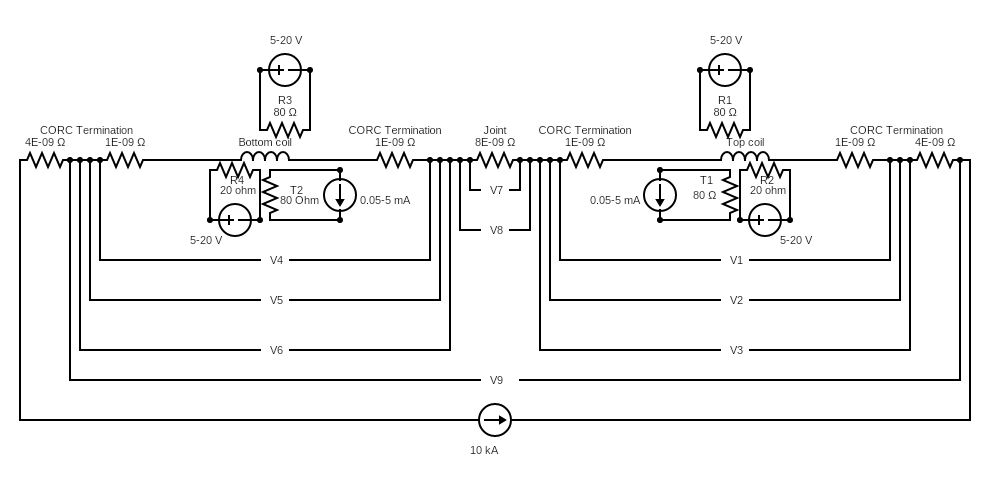 5-20 V
5-20 V
R3
80 Ω
R1
80 Ω
CORC Termination
4E-09 Ω
1E-09 Ω
Bottom coil
CORC Termination
1E-09 Ω
Joint
8E-09 Ω
CORC Termination
1E-09 Ω
Top coil
CORC Termination
1E-09 Ω
4E-09 Ω
R4
20 ohm
5-20 V
T2
80 Ohm
0.05-5 mA
V7
V8
0.05-5 mA
T1
80 Ω
R2
20 ohm
5-20 V
V4
V1
V5
V2
V6
V3
V9
10 kA